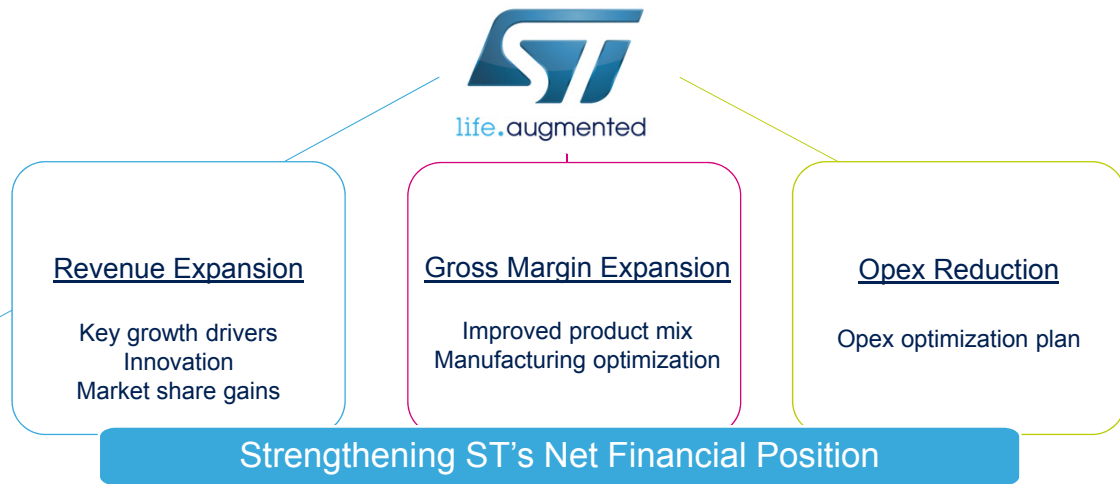 ST
life.augmented
Revenue Expansion
Key growth drivers
Innovation
Market share gains
Gross Margin Expansion
Improved product mix
Manufacturing optimization
Opex Reduction
Opex optimization plan
Strengthening ST's Net Financial Position